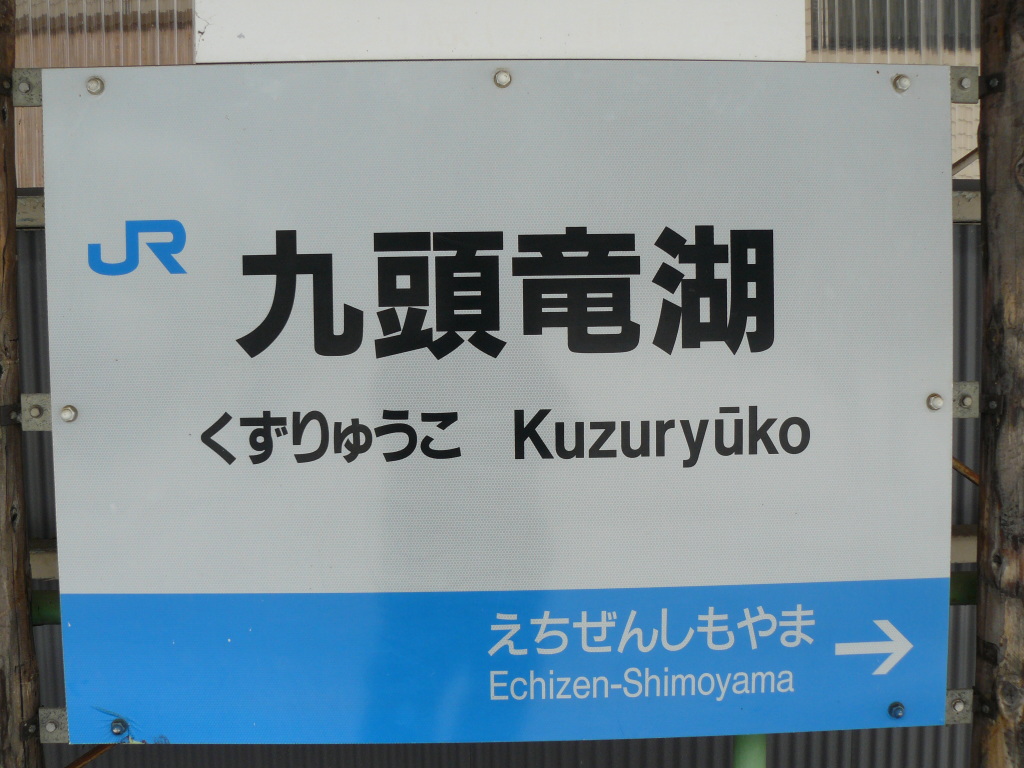 JR 九頭竜湖
くずりゅうこ Kuzuryūko
えちぜんしもやま
Echizen-Shimoyama